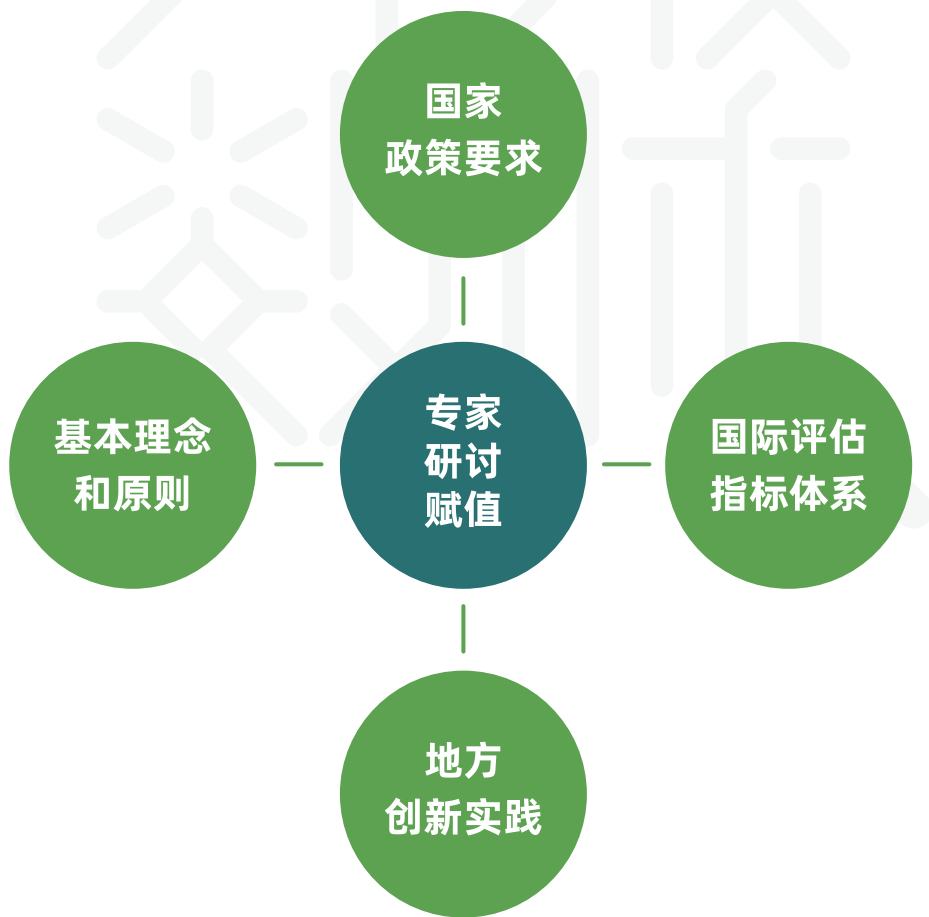 国家
政策要求
基本理念
和原则
专家
研讨
赋值
国际评估
指标体系
地方
创新实践